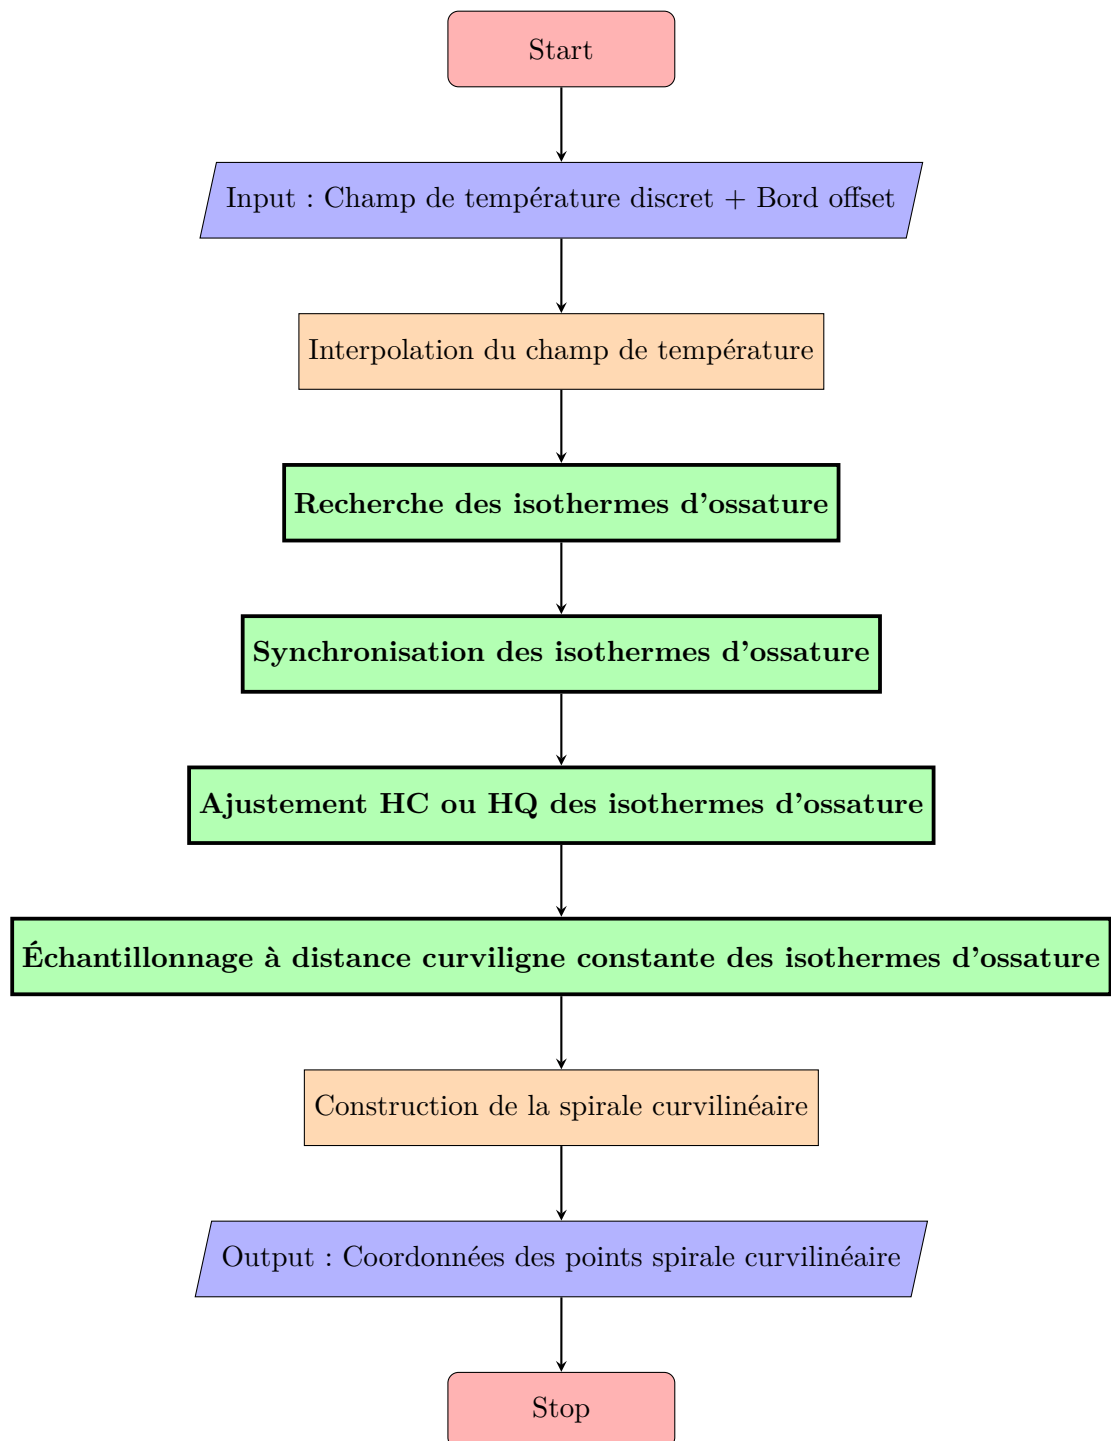 Start
Input : Champ de température discret + Bord offset
Interpolation du champ de température
Recherche des isothermes d'ossature
Synchronisation des isothermes d'ossature
Ajustement HC ou HQ des isothermes d'ossature
Échantillonnage à distance curviligne constante des isothermes d'ossature
Construction de la spirale curvilinéaire
Output : Coordonnées des points spirale curvilinéaire
Stop